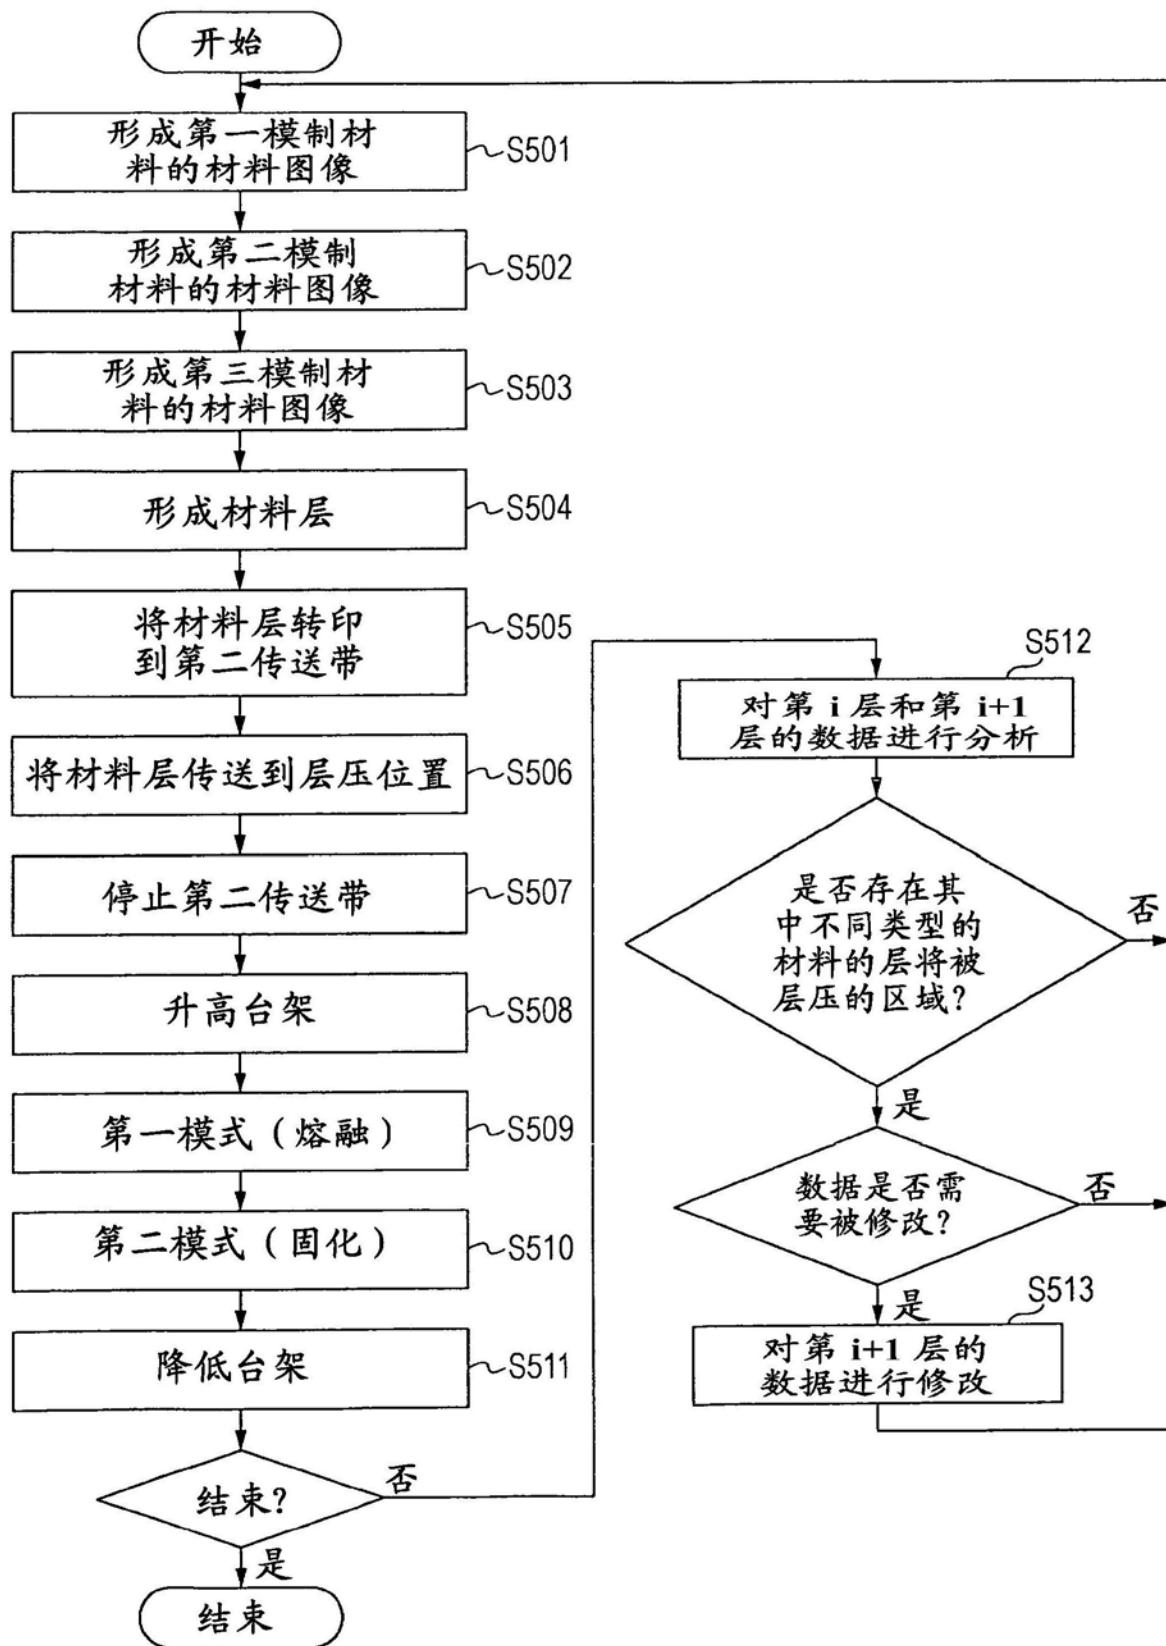 开始
形成第一模制材
料的材料图像
S501
形成第二模制
材料的材料图像
S502
形成第三模制材
料的材料图像
S503
形成材料层
S504
将材料层转印
到第二传送带
S505
将材料层传送到层压位置
S506
停止第二传送带
S507
升高台架
S508
第一模式（熔融）
S509
第二模式（固化）
S510
降低台架
S511
结束?
否
是
结束
S512
对第 i 层和第 i+1
层的数据进行分析
是否存在其
中不同类型的
材料的层将被
层压的区域?
否
是
数据是否需
要被修改?
否
是
S513
对第 i+1 层的
数据进行修改